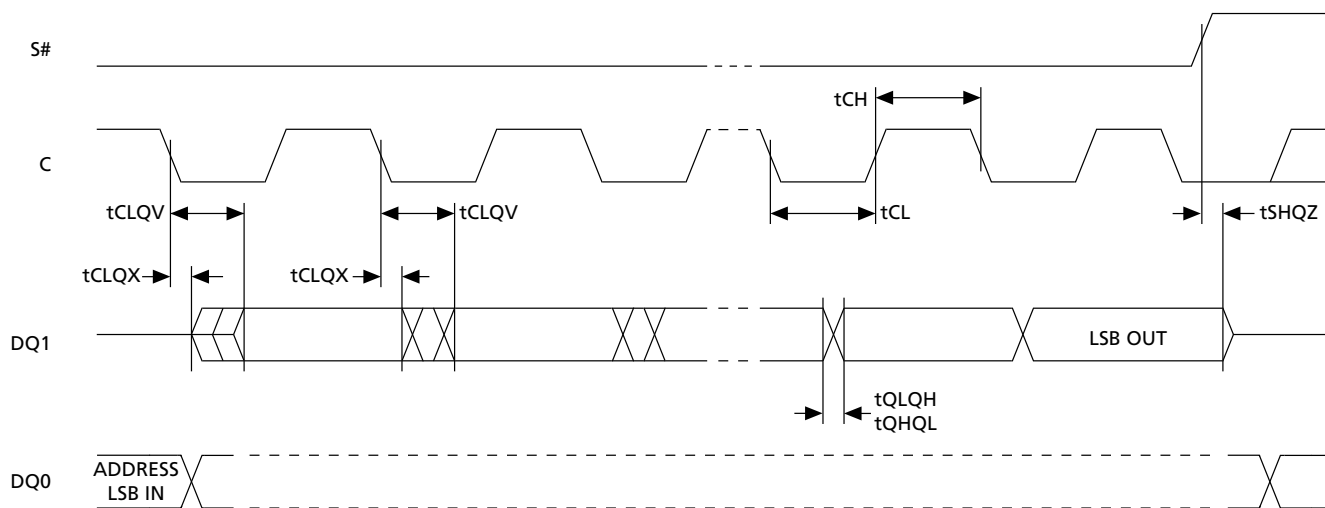 S#
tCH
C
tCLQV
tCLQV
tCL
tSHQZ
tCLQX
tCLQX
DQ1
LSB OUT
tQLQH
tQHQL
DQ0
ADDRESS
LSB IN